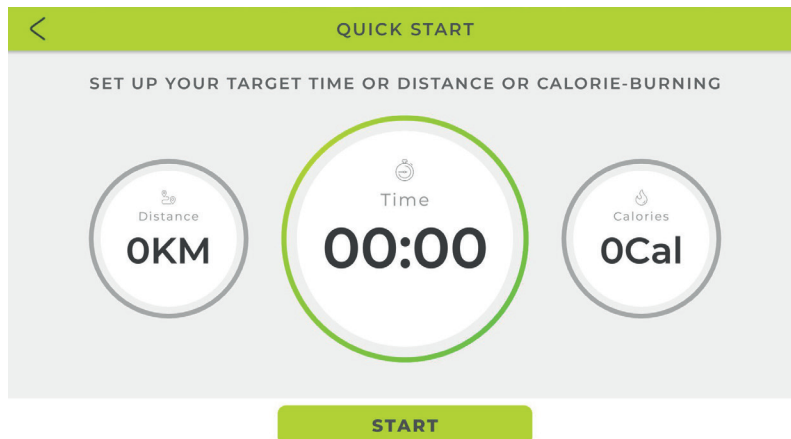 QUICK START
SET UP YOUR TARGET TIME OR DISTANCE OR CALORIE-BURNING
Distance
0KM
Time
00:00
Calories
0Cal
START